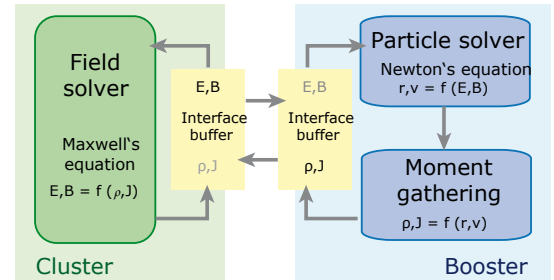 Field
solver
Maxwell's
equation
E,B = f (ρ,J)
E,B
Interface
buffer
ρ,J
E,B
Interface
buffer
ρ,J
Particle solver
Newton's equation
r,v = f (E,B)
Moment
gathering
ρ,J = f (r,v)
Cluster
Booster